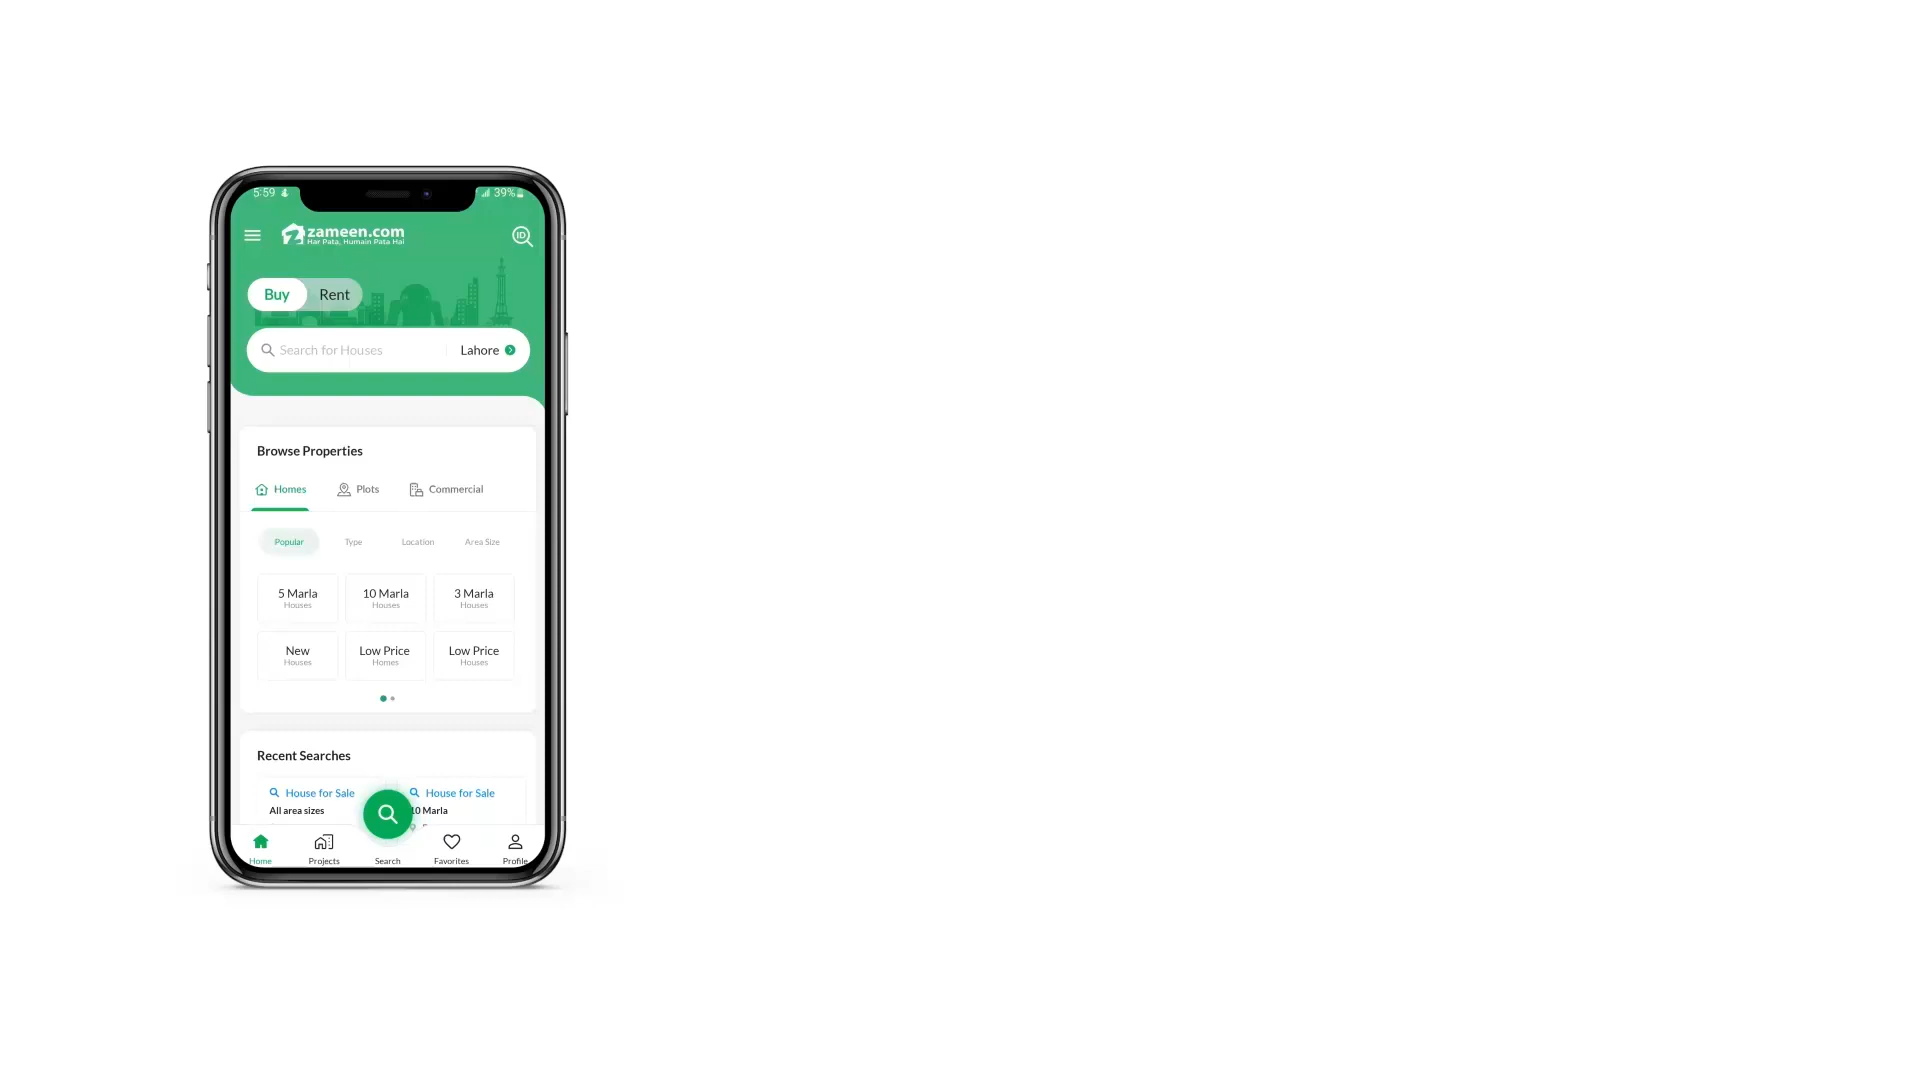 5:59
39%
zameen.com
Har Pata, Humain Pata Hai
ID
Buy Rent
Search for Houses Lahore
Browse Properties
Homes Plots Commercial
Popular Type Location Area Size
5 Marla 10 Marla 3 Marla
Houses Houses Houses
New Low Price Low Price
Houses Homes Houses
Recent Searches
House for Sale House for Sale
All area sizes 10 Marla
Home Projects Search Favorites Profile